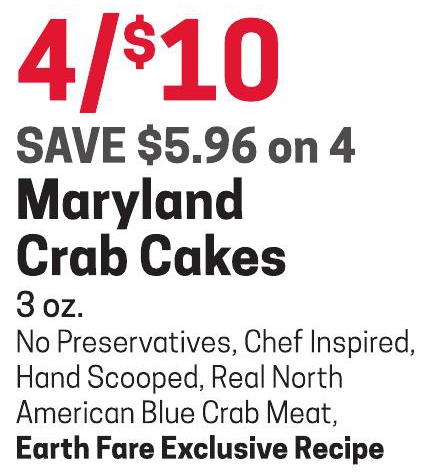 4/$10
SAVE $5.96 on 4
Maryland
Crab Cakes
3 oz.
No Preservatives, Chef Inspired,
Hand Scooped, Real North
American Blue Crab Meat,
Earth Fare Exclusive Recipe